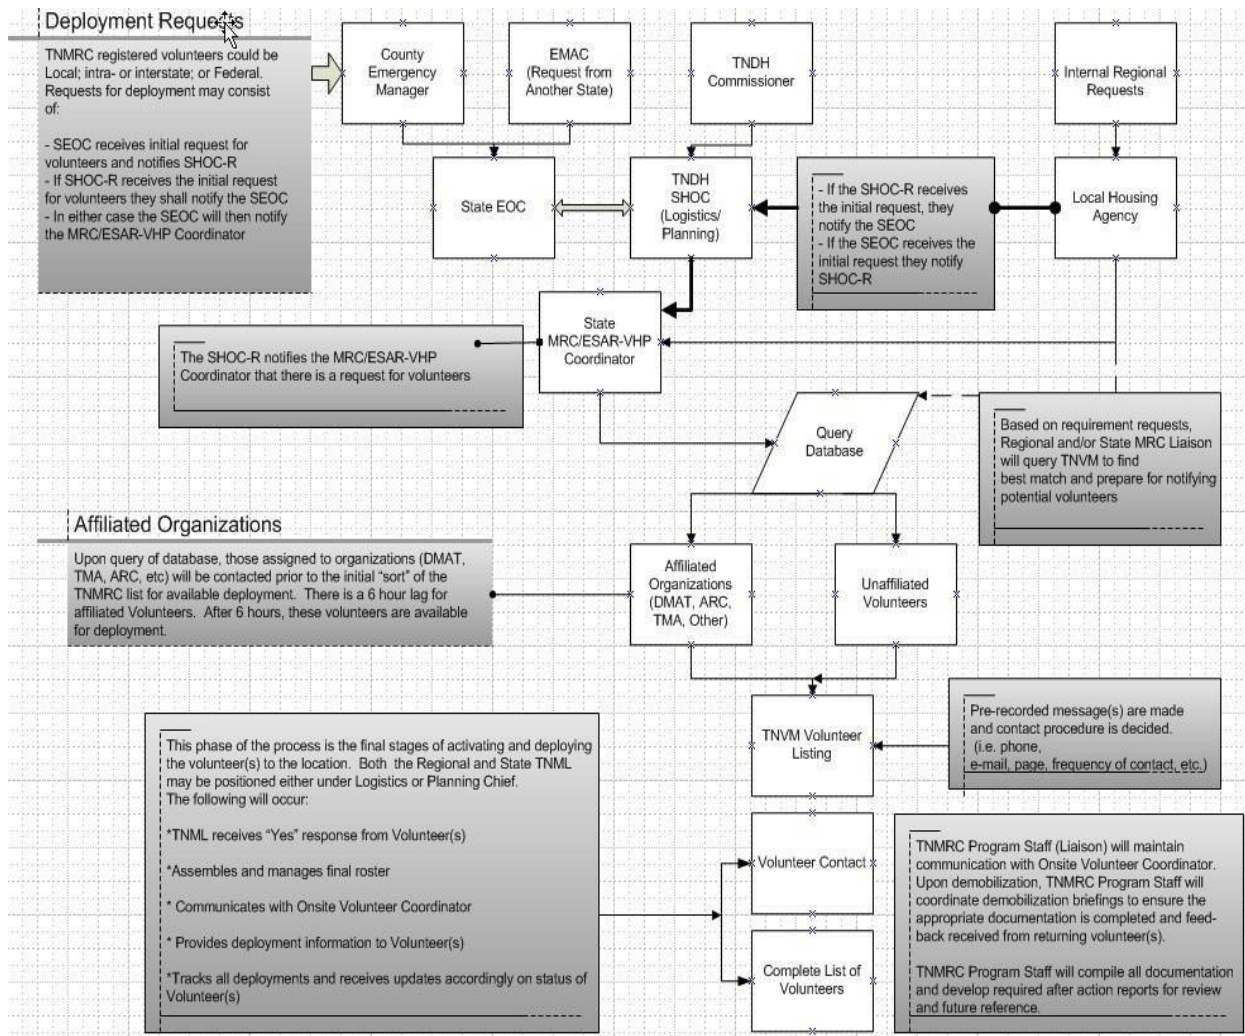 Deployment Requests
TNMRC registered volunteers could be
Local; intra- or interstate; or Federal.
Requests for deployment may consist
of:
- SEOC receives initial request for
volunteers and notifies SHOC-R
- If SHOC-R receives the initial request
for volunteers they shall notify the SEOC
- In either case the SEOC will then notify
the MRC/ESAR-VHP Coordinator
County
Emergency
Manager
EMAC
(Request from
Another State)
TNDH
Commissioner
Internal Regional
Requests
State EOC
TNDH
SHOC
(Logistics/
Planning)
- If the SHOC-R receives
the initial request, they
notify the SEOC
- If the SEOC receives the
initial request they notify
SHOC-R
Local Housing
Agency
The SHOC-R notifies the MRC/ESAR-VHP
Coordinator that there is a request for volunteers
State
MRC/ESAR-VHP
Coordinator
Query
Database
Based on requirement requests,
Regional and/or State MRC Liaison
will query TNVM to find
best match and prepare for notifying
potential volunteers
Affiliated Organizations
Upon query of database, those assigned to organizations (DMAT,
TMA, ARC, etc) will be contacted prior to the initial “sort” of the
TNMRC list for available deployment. There is a 6 hour lag for
affiliated Volunteers. After 6 hours, these volunteers are available
for deployment.
Affiliated
Organizations
(DMAT, ARC,
TMA, Other)
Unaffiliated
Volunteers
TNVM Volunteer
Listing
Pre-recorded message(s) are made
and contact procedure is decided.
(i.e. phone,
e-mail, page, frequency of contact, etc.)
This phase of the process is the final stages of activating and deploying
the volunteer(s) to the location. Both the Regional and State TNML
may be positioned either under Logistics or Planning Chief.
The following will occur:
*TNML receives “Yes” response from Volunteer(s)
*Assembles and manages final roster
* Communicates with Onsite Volunteer Coordinator
* Provides deployment information to Volunteer(s)
*Tracks all deployments and receives updates accordingly on status of
Volunteer(s)
Volunteer Contact
Complete List of
Volunteers
TNMRC Program Staff (Liaison) will maintain
communication with Onsite Volunteer Coordinator.
Upon demobilization, TNMRC Program Staff will
coordinate demobilization briefings to ensure the
appropriate documentation is completed and feed-
back received from returning volunteer(s).
TNMRC Program Staff will compile all documentation
and develop required after action reports for review
and future reference.